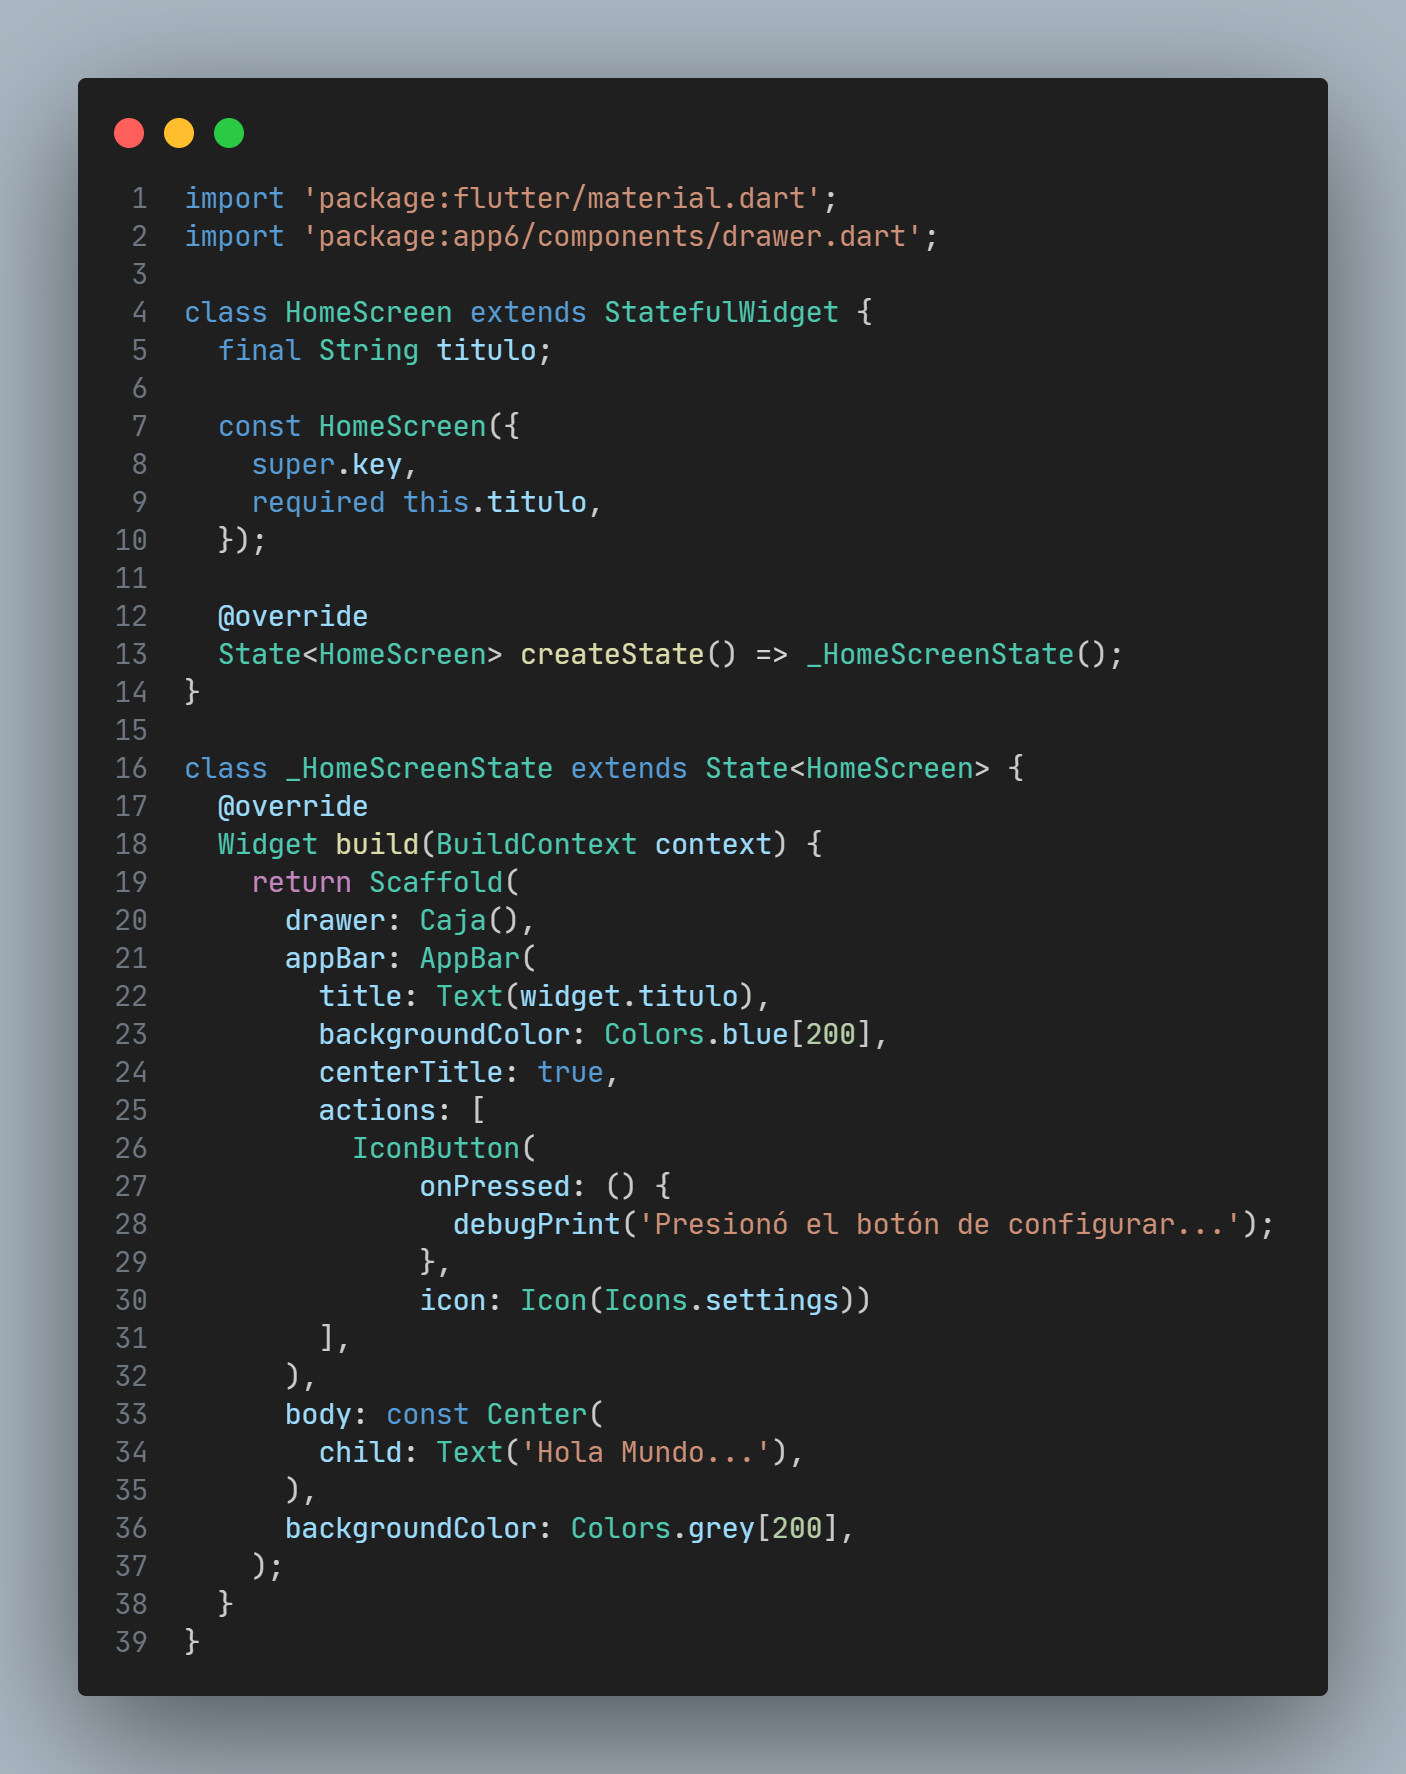 1 import 'package:flutter/material.dart';
2 import 'package:app6/components/drawer.dart';
3
4 class HomeScreen extends StatefulWidget {
5   final String titulo;
6
7   const HomeScreen({
8     super.key,
9     required this.titulo,
10   });
11
12   @override
13   State<HomeScreen> createState() => _HomeScreenState();
14 }
15
16 class _HomeScreenState extends State<HomeScreen> {
17   @override
18   Widget build(BuildContext context) {
19     return Scaffold(
20       drawer: Caja(),
21       appBar: AppBar(
22         title: Text(widget.titulo),
23         backgroundColor: Colors.blue[200],
24         centerTitle: true,
25         actions: [
26           IconButton(
27               onPressed: () {
28                 debugPrint('Presionó el botón de configurar...');
29               },
30               icon: Icon(Icons.settings))
31         ],
32       ),
33       body: const Center(
34         child: Text('Hola Mundo...'),
35       ),
36       backgroundColor: Colors.grey[200],
37     );
38   }
39 }